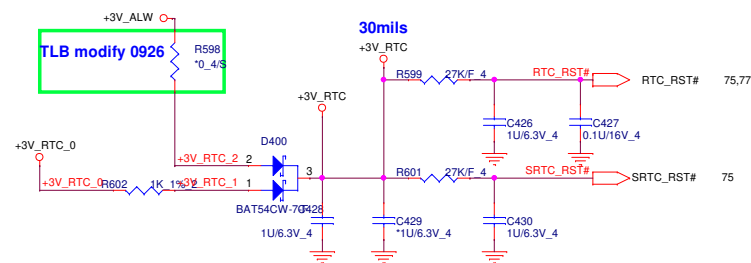 +3V_ALW
30mils
TLB modify 0926
R598
*0_4/S
+3V_RTC
R599
27K/F_4
RTC_RST#
RTC_RST#
75,77
+3V_RTC
C426
1U/6.3V_4
C427
0.1U/16V_4
D400
+3V_RTC_0
+3V_RTC_2
2
3
R601
27K/F_4
SRTC_RST#
SRTC_RST#
75
+3V_RTC_0
R602
1K_1%_2
+3V_RTC_1
1
BAT54CW-7-F
C428
1U/6.3V_4
C429
*1U/6.3V_4
C430
1U/6.3V_4